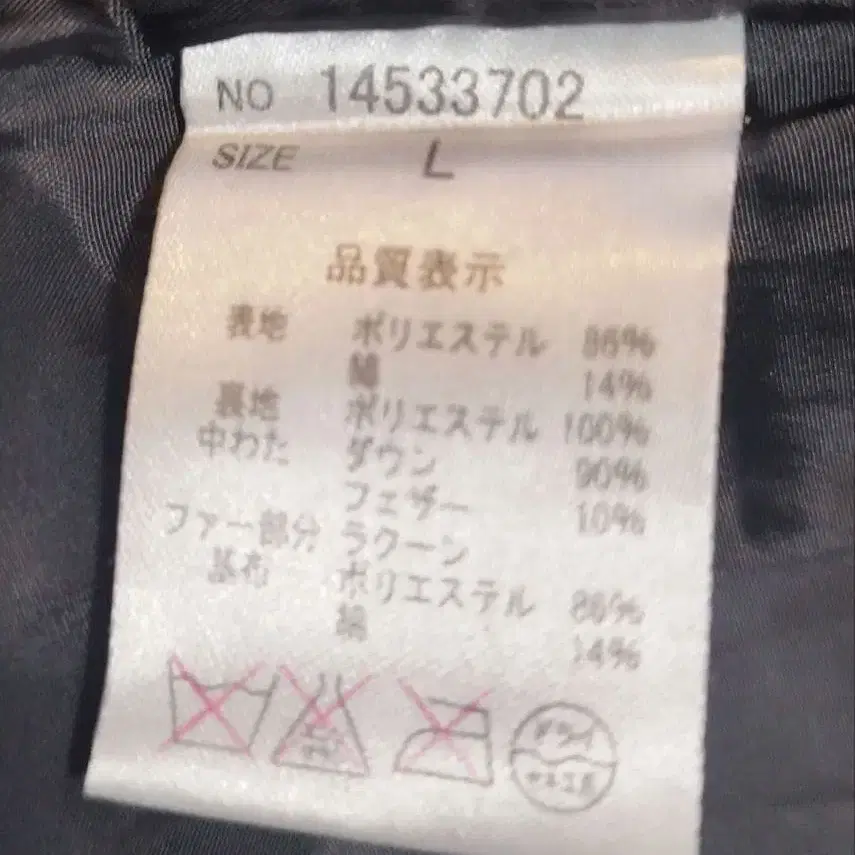 NO 14533702
SIZE L
品質表示
表地 ポリエステル 86%
綿 14%
裏地 ポリエステル 100%
中わた ダウン 90%
フェザー 10%
ファー部分 ラクーン
基布 ポリエステル 86%
綿 14%
ドライ